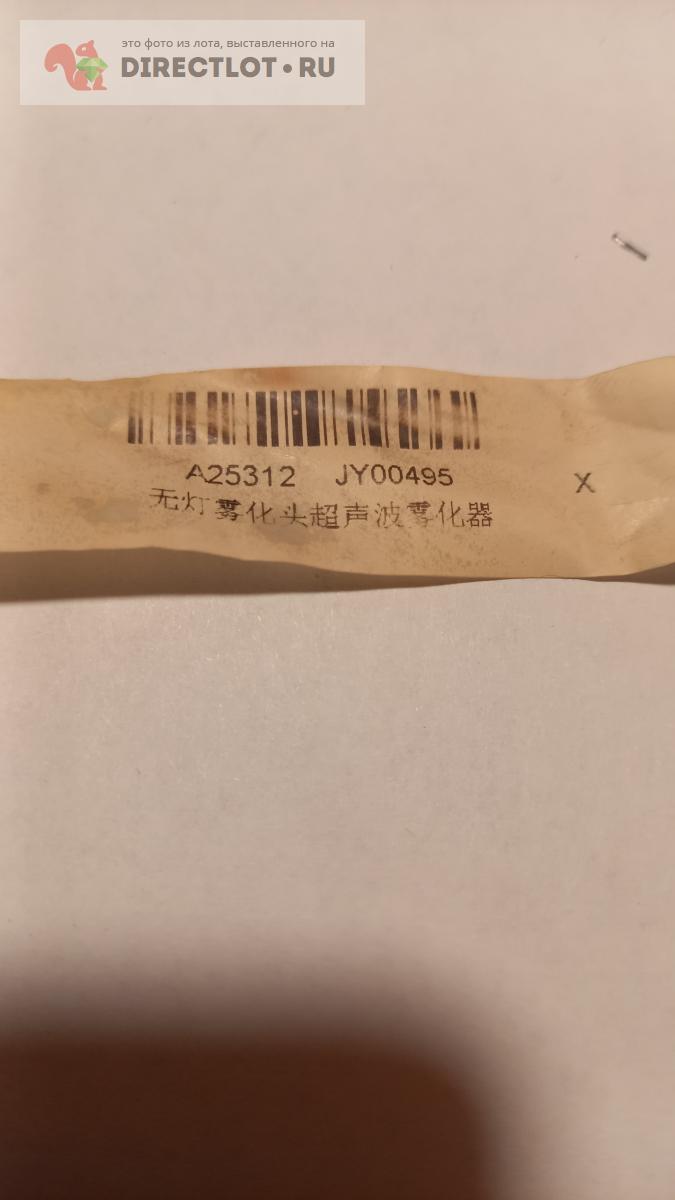 это фото из лота, выставленного на
DIRECTLOT•RU
A25312 JY00495
X
无灯雾化头超声波雾化器